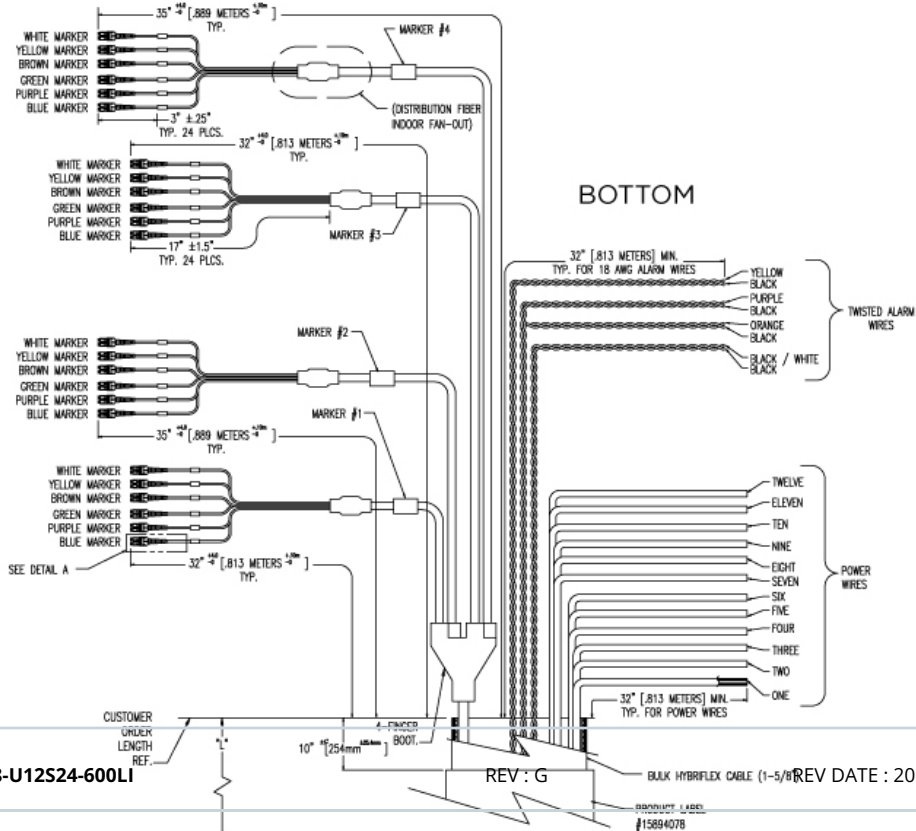 35" +4.0 -0 [.889 METERS +.10m -0 ]
TYP.
WHITE MARKER
YELLOW MARKER
BROWN MARKER
GREEN MARKER
PURPLE MARKER
BLUE MARKER
MARKER #4
(DISTRIBUTION FIBER
INDOOR FAN-OUT)
3" ±.25"
TYP. 24 PLCS.
32" +4.0 -0 [.813 METERS +.10m -0 ]
TYP.
WHITE MARKER
YELLOW MARKER
BROWN MARKER
GREEN MARKER
PURPLE MARKER
BLUE MARKER
MARKER #3
17" ±1.5"
TYP. 24 PLCS.
BOTTOM
32" [.813 METERS] MIN.
TYP. FOR 18 AWG ALARM WIRES
YELLOW
BLACK
PURPLE
BLACK
ORANGE
BLACK
BLACK / WHITE
BLACK
TWISTED ALARM
WIRES
MARKER #2
WHITE MARKER
YELLOW MARKER
BROWN MARKER
GREEN MARKER
PURPLE MARKER
BLUE MARKER
35" +4.0 -0 [.889 METERS +.10m -0 ]
TYP.
MARKER #1
WHITE MARKER
YELLOW MARKER
BROWN MARKER
GREEN MARKER
PURPLE MARKER
BLUE MARKER
SEE DETAIL A
32" +4.0 -0 [.813 METERS +.10m -0 ]
TYP.
TWELVE
ELEVEN
TEN
NINE
EIGHT
SEVEN
SIX
FIVE
FOUR
THREE
TWO
ONE
POWER
WIRES
32" [.813 METERS] MIN.
TYP. FOR POWER WIRES
CUSTOMER
ORDER
LENGTH
REF.
"L"
10" [254mm ]
4-FINGER
BOOT.
BULK HYBRIFLEX CABLE (1-5/8")
PRODUCT LABEL
#15894078
-U12S24-600LI
REV : G
REV DATE : 20